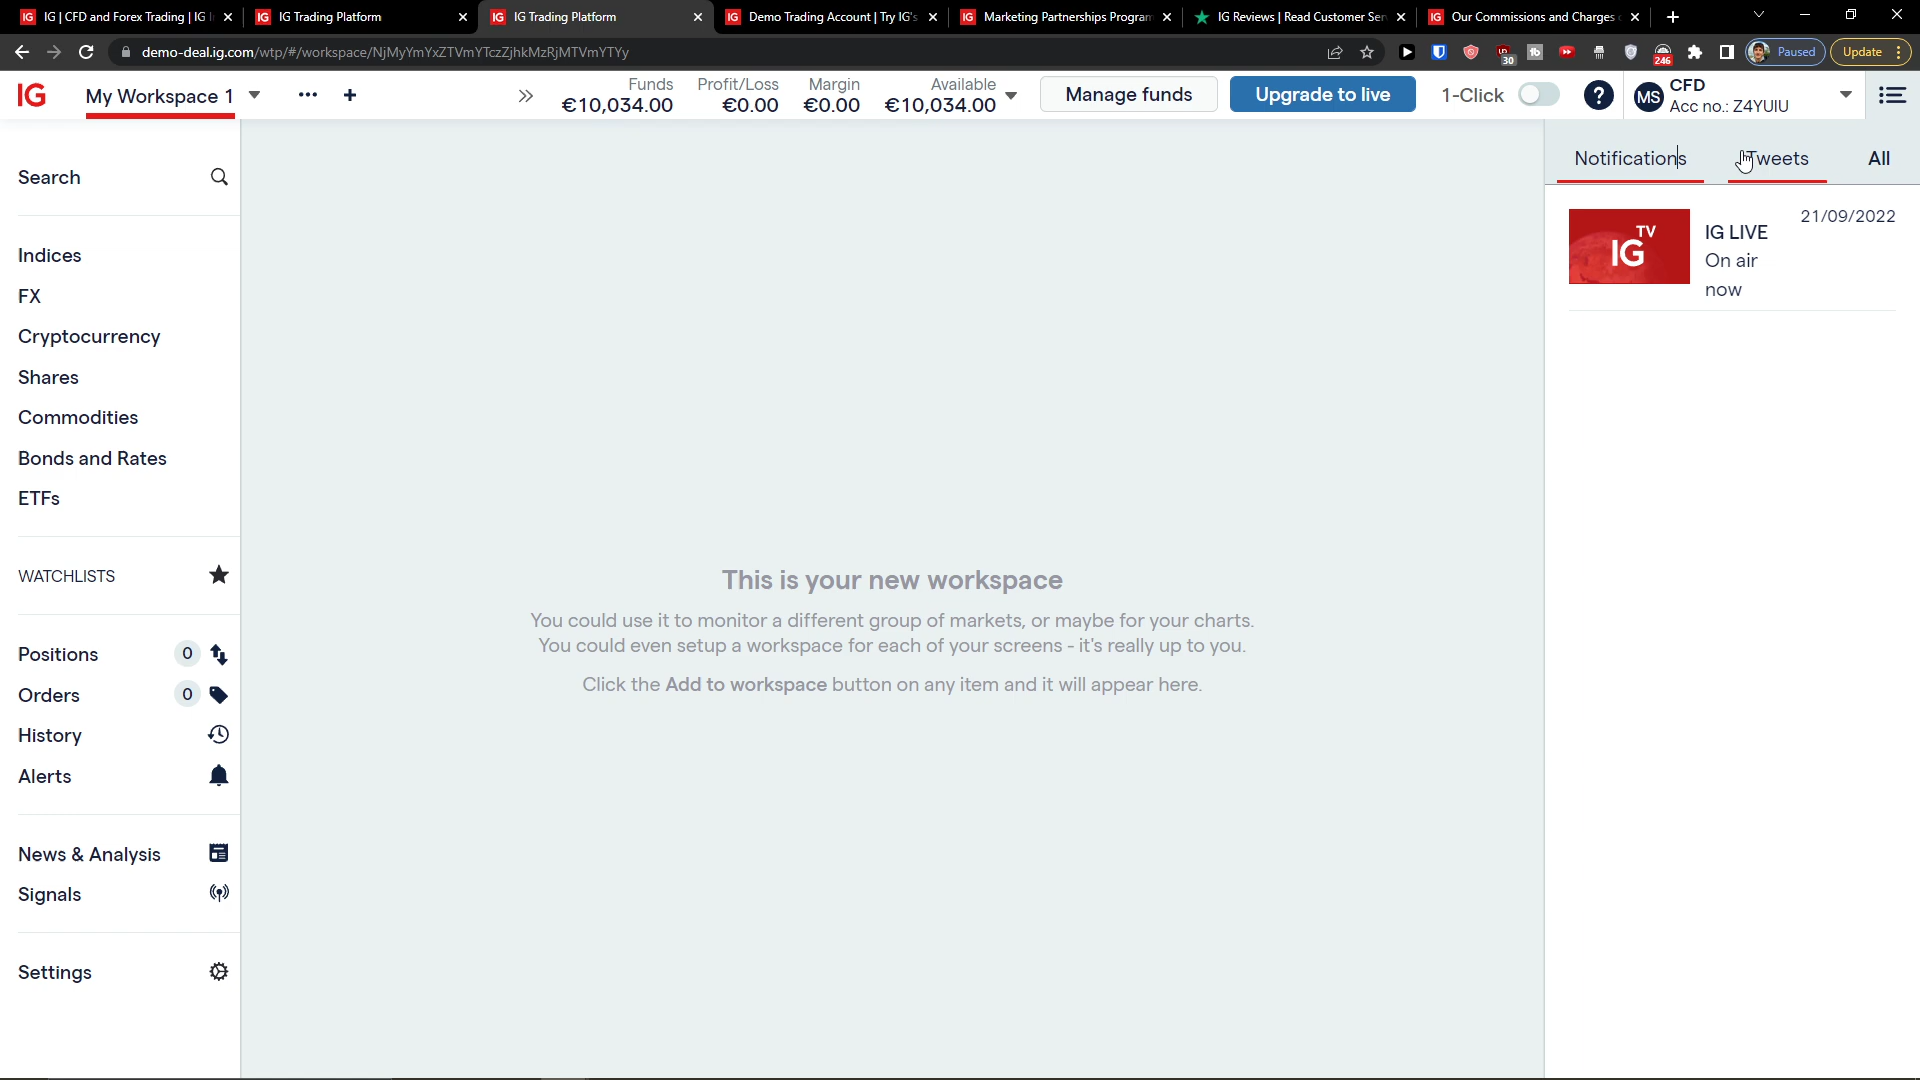 IG | CFD and Forex Trading | IG I
IG Trading Platform
IG Trading Platform
Demo Trading Account | Try IG's
Marketing Partnerships Program
IG Reviews | Read Customer Ser
Our Commissions and Charges
demo-deal.ig.com/wtp/#/workspace/NjMyYmYxZTVmYTczZjhkMzRjMTVmYTYy
30
246
Paused
Update
IG
My Workspace 1
Funds
€10,034.00
Profit/Loss
€0.00
Margin
€0.00
Available
€10,034.00
Manage funds
Upgrade to live
1-Click
?
MS
CFD
Acc no.: Z4YUIU
Search
Indices
FX
Cryptocurrency
Shares
Commodities
Bonds and Rates
ETFs
WATCHLISTS
Positions 0
Orders 0
History
Alerts
News & Analysis
Signals
Settings
This is your new workspace
You could use it to monitor a different group of markets, or maybe for your charts.
You could even setup a workspace for each of your screens - it's really up to you.
Click the Add to workspace button on any item and it will appear here.
Notifications
Tweets
All
IG TV
21/09/2022
IG LIVE
On air
now